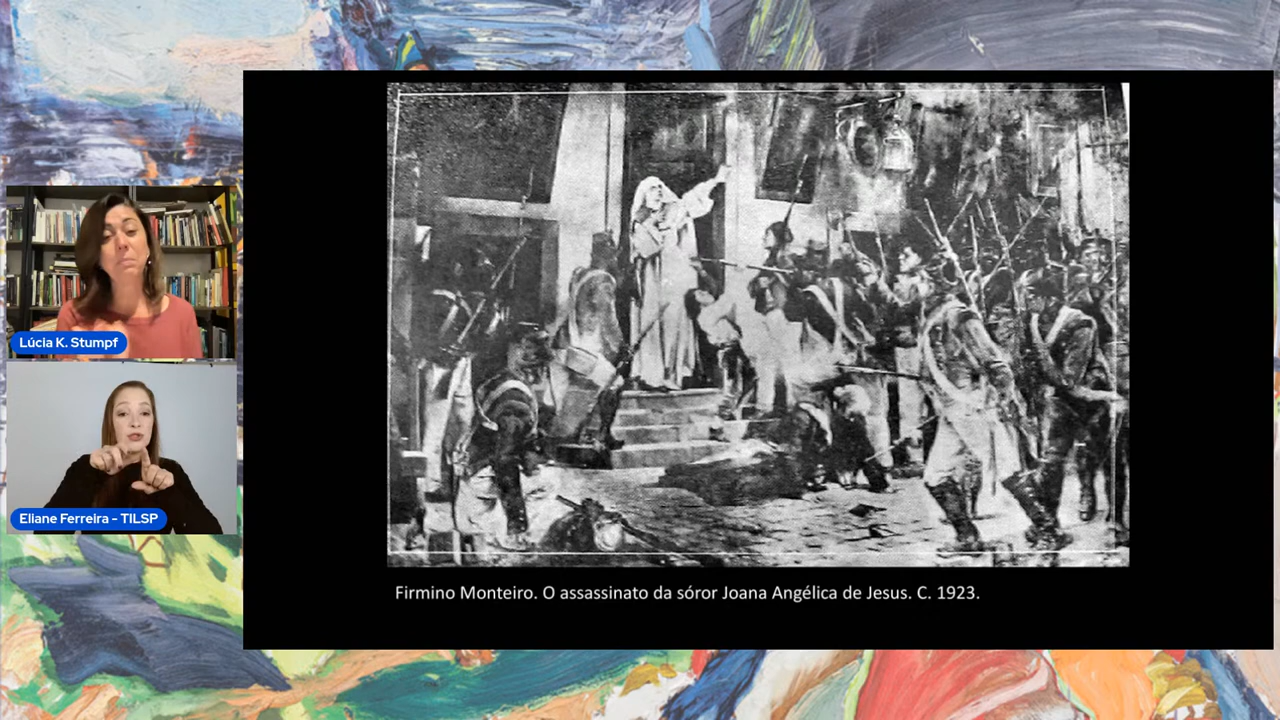 Lúcia K. Stumpf
Eliane Ferreira - TILSP
Firmino Monteiro. O assassinato da sóror Joana Angélica de Jesus. C. 1923.